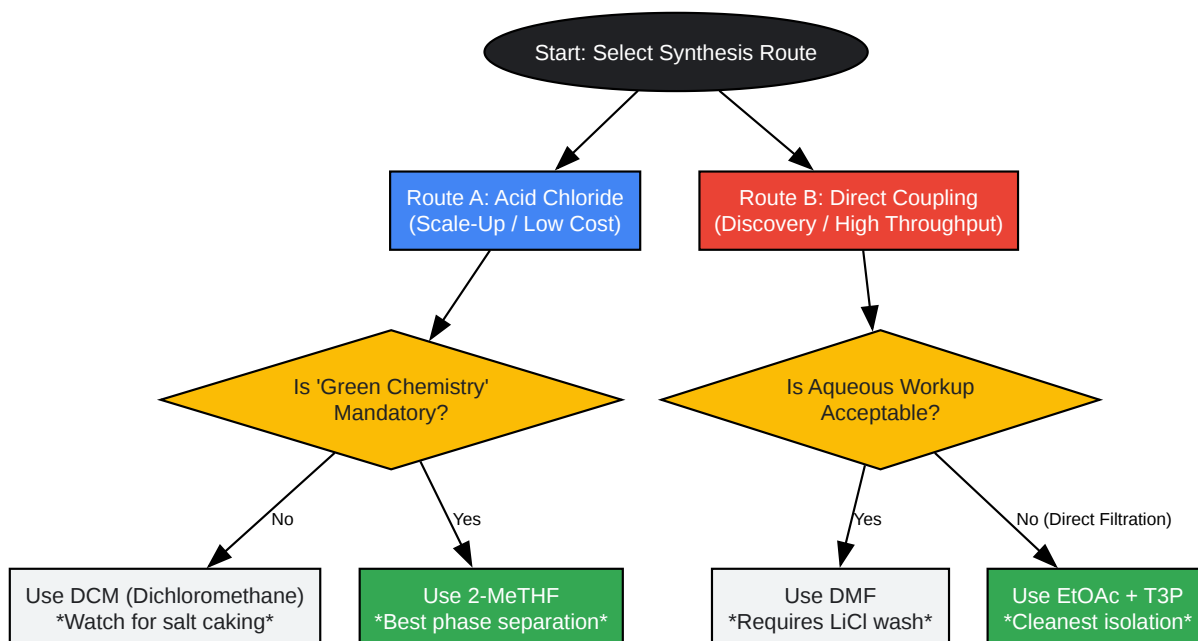 Start: Select Synthesis Route
Route A: Acid Chloride
(Scale-Up / Low Cost)
Route B: Direct Coupling
(Discovery / High Throughput)
Is 'Green Chemistry'
Mandatory?
Is Aqueous Workup
Acceptable?
No
Yes
Yes
No (Direct Filtration)
Use DCM (Dichloromethane)
*Watch for salt caking*
Use 2-MeTHF
*Best phase separation*
Use DMF
*Requires LiCl wash*
Use EtOAc + T3P
*Cleanest isolation*